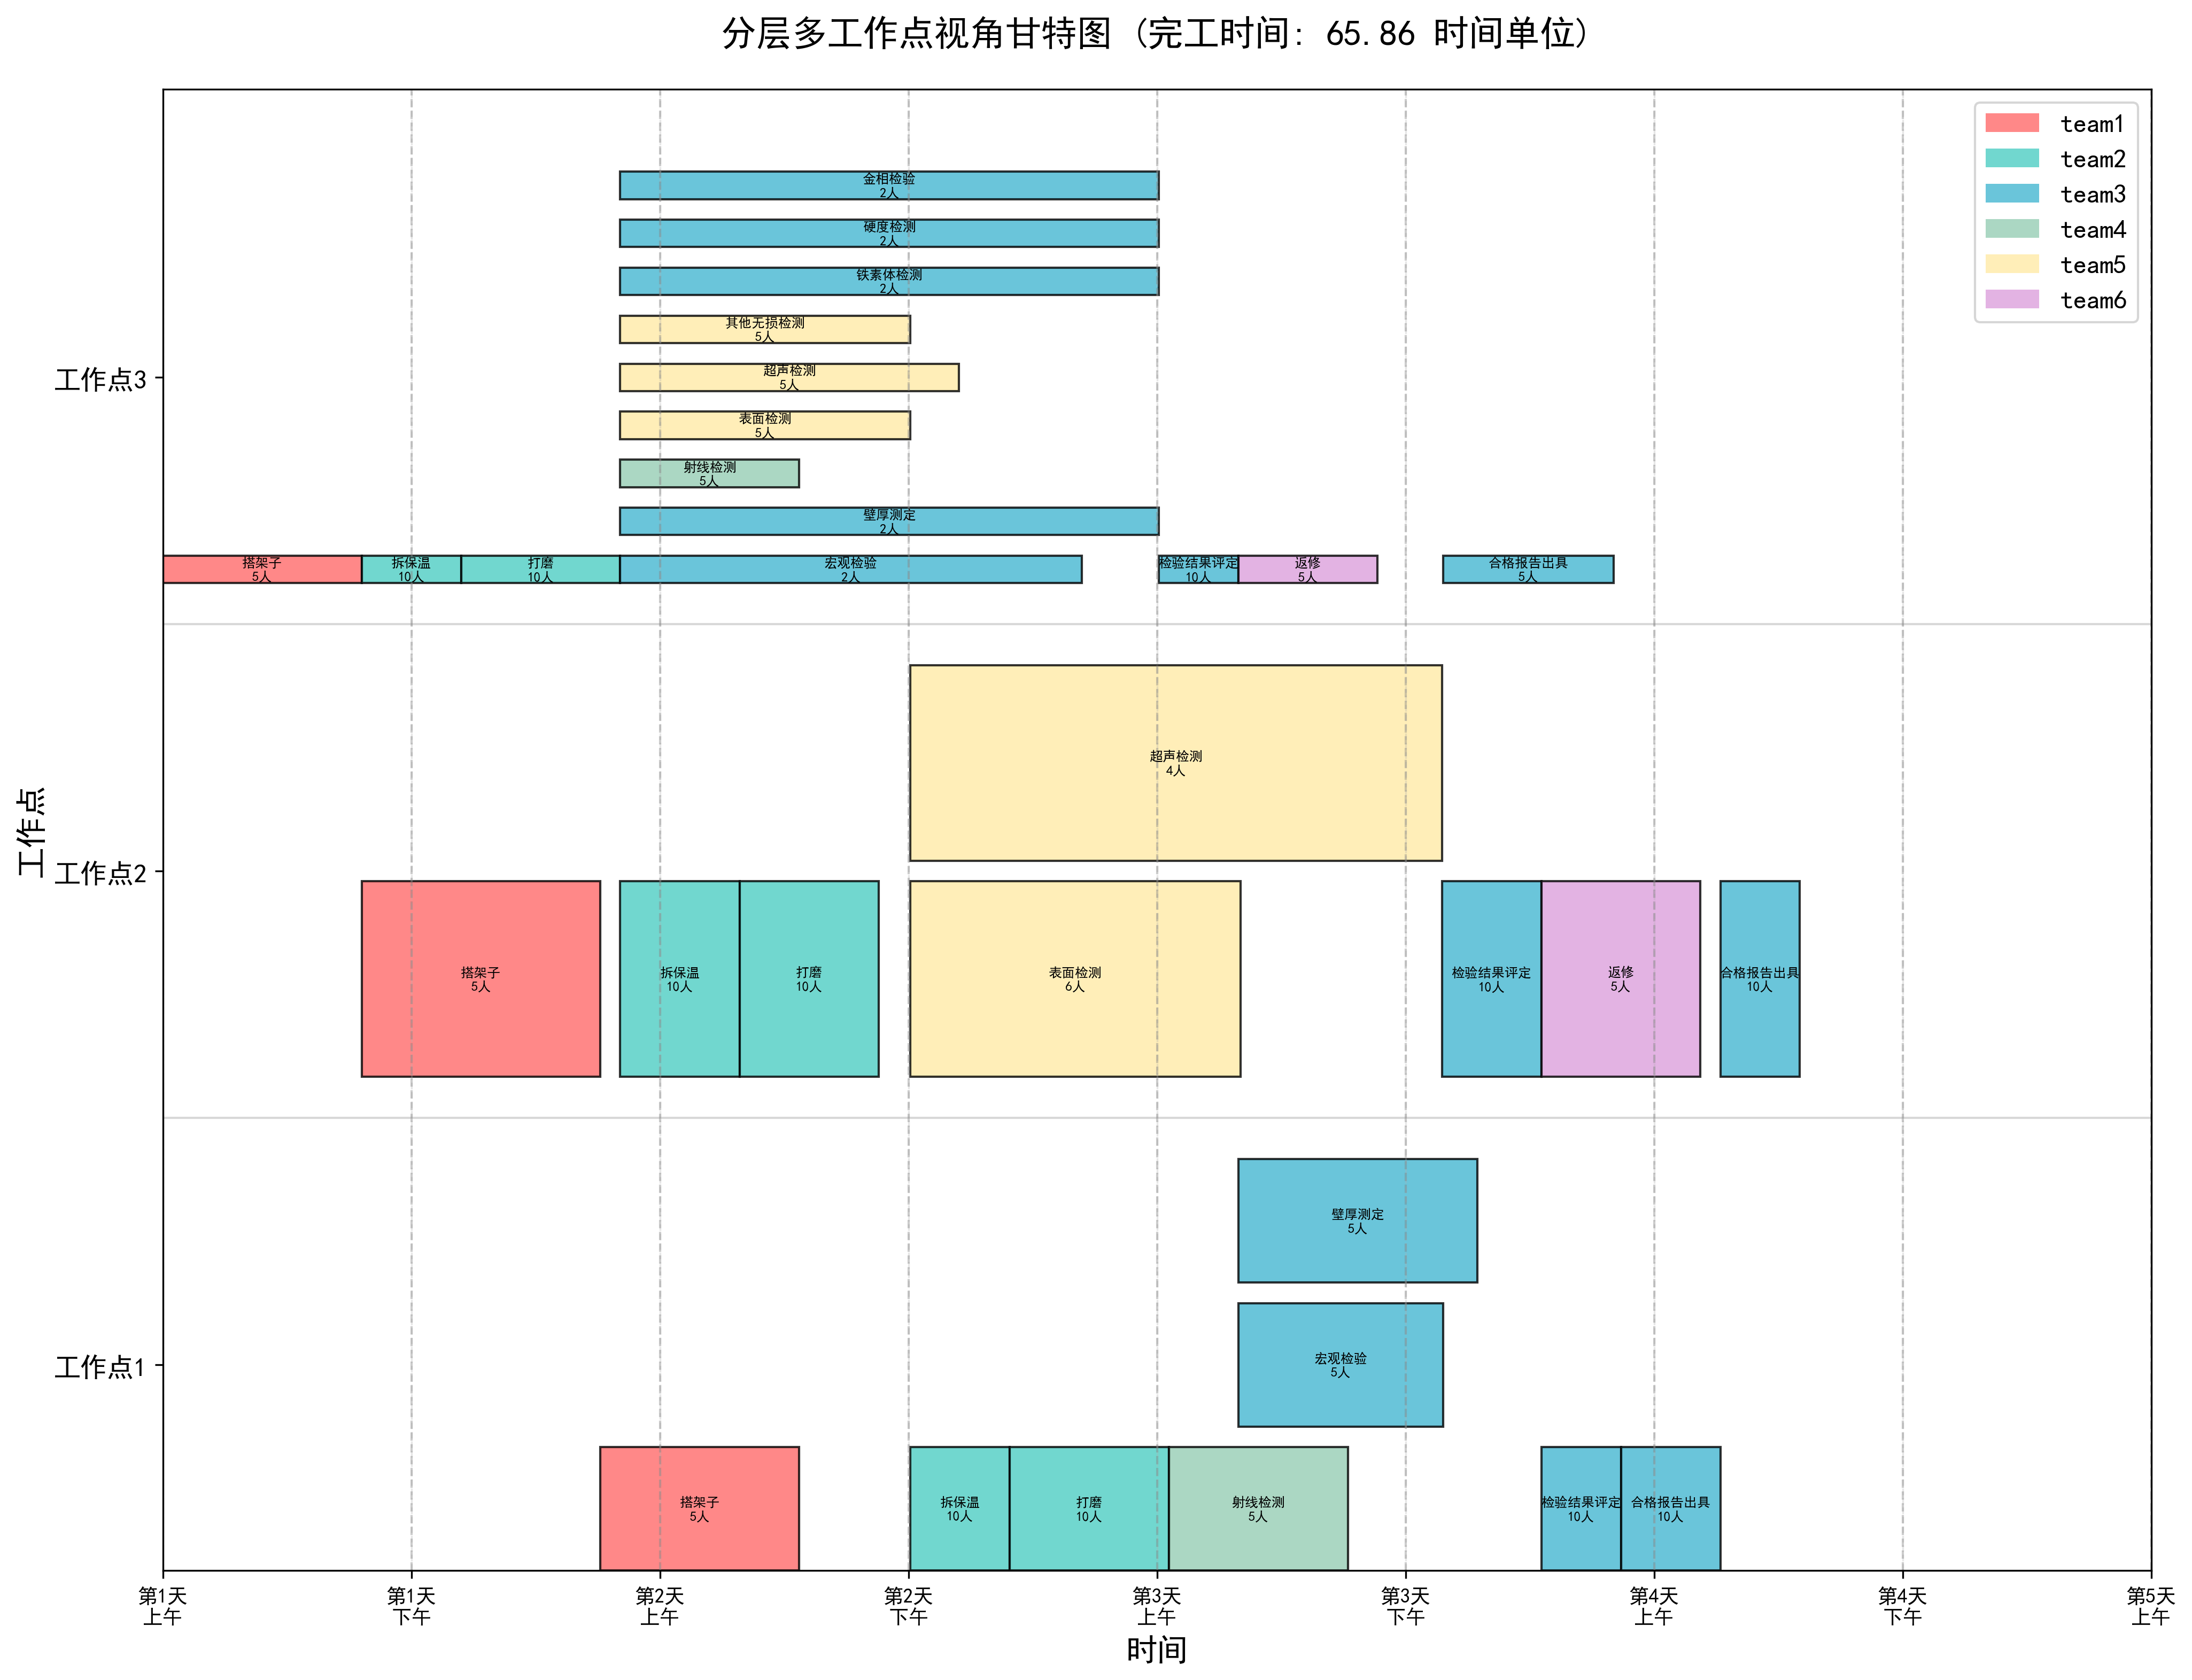 分层多工作点视角甘特图 (完工时间: 65.86 时间单位)
team1
team2
team3
team4
team5
team6
工作点
工作点3
金相检验
2人
硬度检测
2人
铁素体检测
2人
其他无损检测
5人
超声检测
5人
表面检测
5人
射线检测
5人
壁厚测定
2人
搭架子
5人
拆保温
10人
打磨
10人
宏观检验
2人
检验结果评定
10人
返修
5人
合格报告出具
5人
工作点2
超声检测
4人
搭架子
5人
拆保温
10人
打磨
10人
表面检测
6人
检验结果评定
10人
返修
5人
合格报告出具
10人
工作点1
壁厚测定
5人
宏观检验
5人
搭架子
5人
拆保温
10人
打磨
10人
射线检测
5人
检验结果评定
10人
合格报告出具
10人
第1天
上午
第1天
下午
第2天
上午
第2天
下午
第3天
上午
第3天
下午
第4天
上午
第4天
下午
第5天
上午
时间